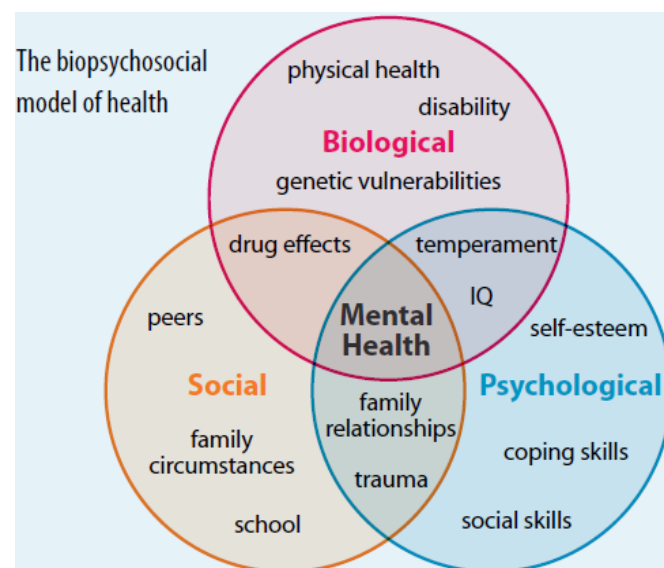 The biopsychosocial
model of health
physical health
disability
Biological
genetic vulnerabilities
drug effects
temperament
IQ
peers
Mental
Health
self-esteem
Social
Psychological
family
relationships
family
circumstances
coping skills
trauma
school
social skills